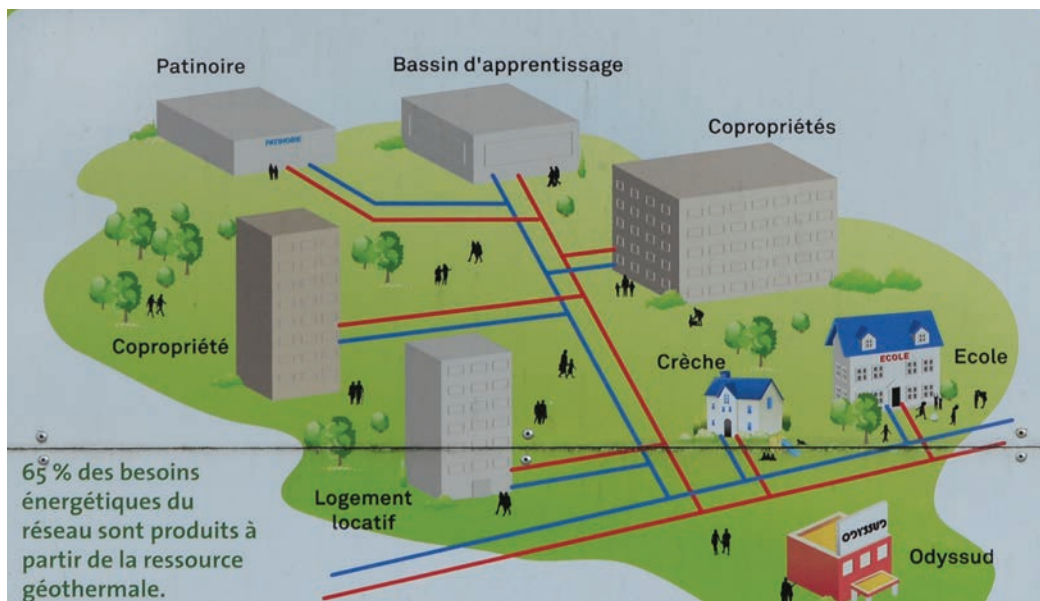 Patinoire
Bassin d'apprentissage
Copropriétés
PATINOIRE
Copropriété
Crèche
ECOLE
Ecole
65 % des besoins
énergétiques du
réseau sont produits à
partir de la ressource
géothermale.
Logement
locatif
ODYSSUD
Odyssud